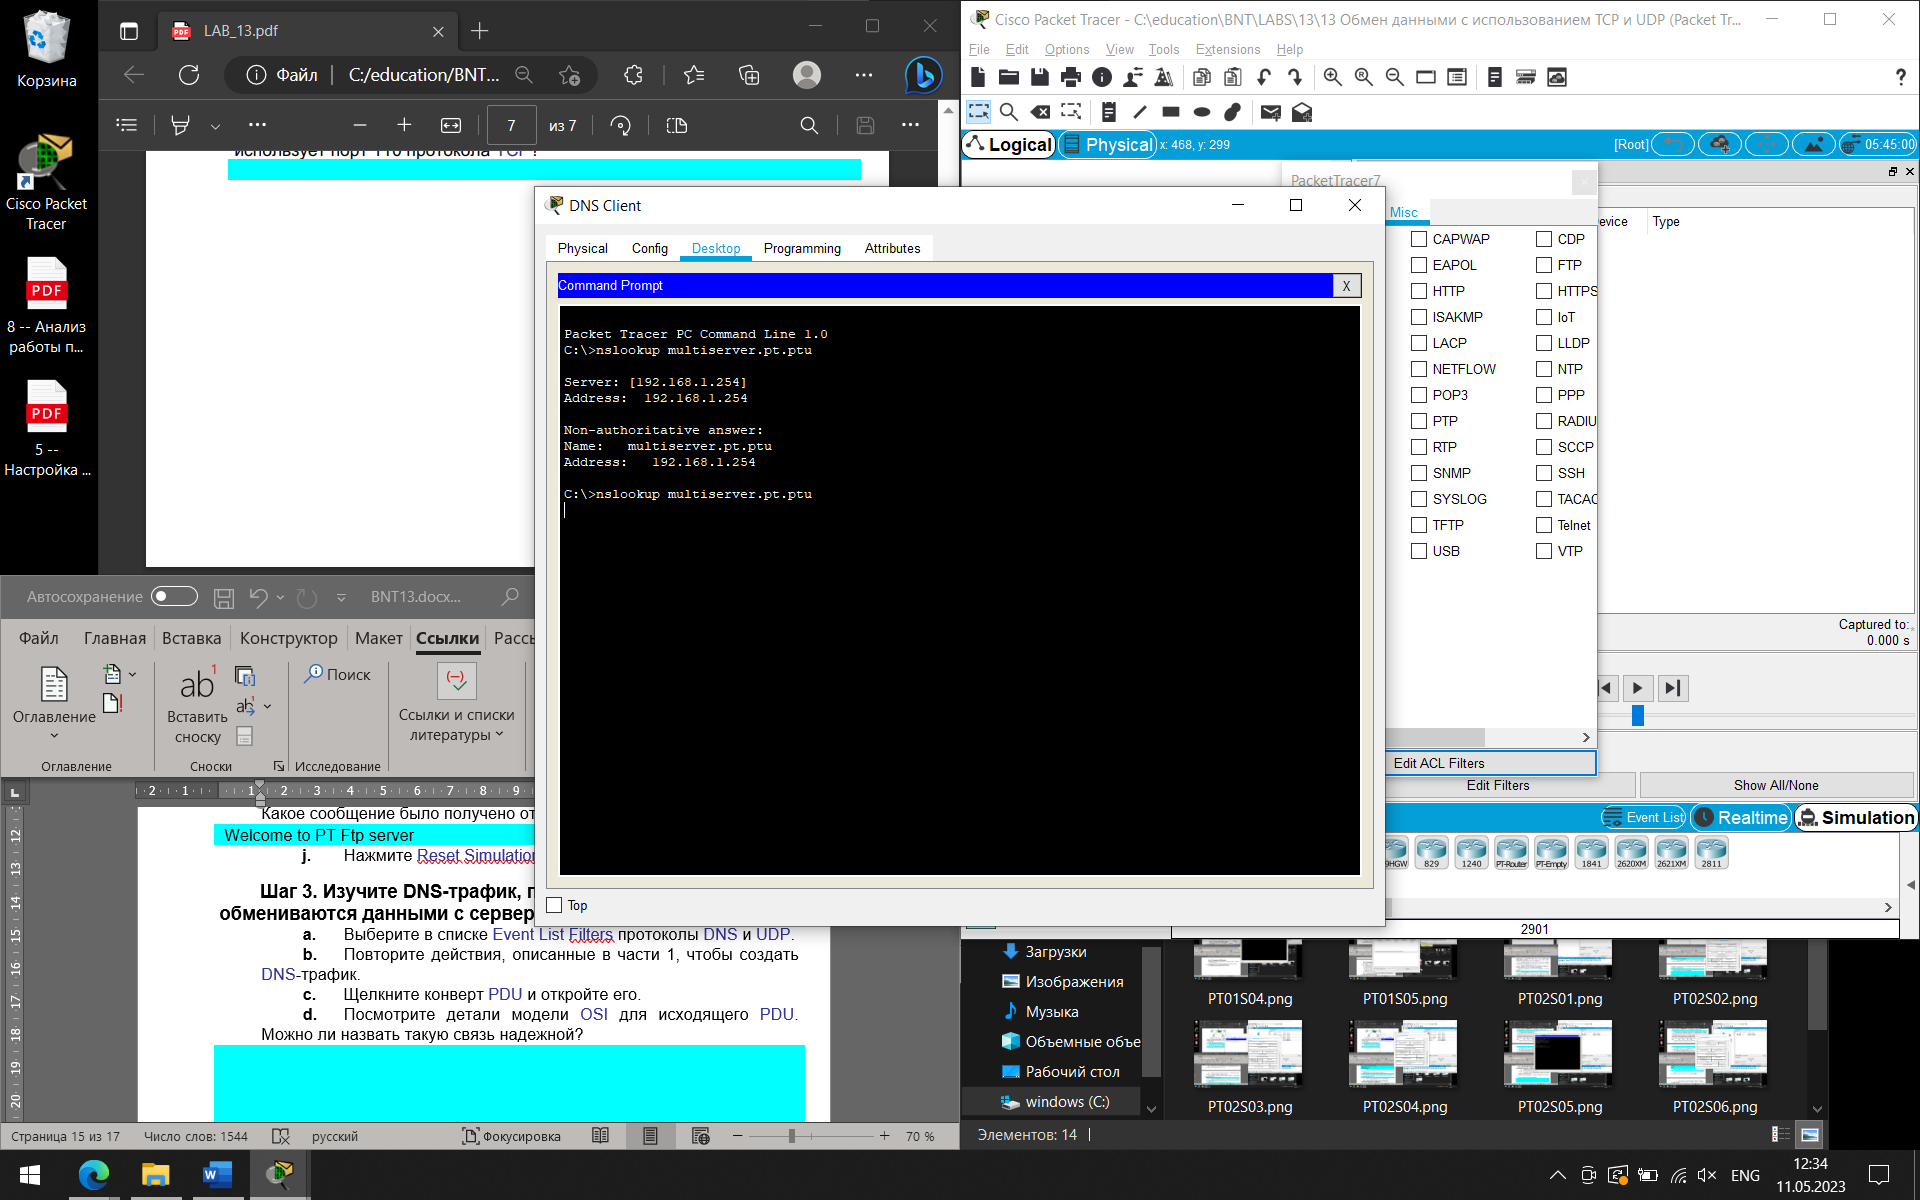 Корзина
Cisco Packet
Tracer
8 -- Анализ
работы п...
5 --
Настройка ...
LAB_13.pdf
Файл
C:/education/BNT...
7
из 7
использует порт 110 протокола TCP?
Cisco Packet Tracer - C:\education\BNT\LABS\13\13 Обмен данными с использованием TCP и UDP (Packet Tr...
File Edit Options View Tools Extensions Help
Logical
Physical
x: 468, y: 299
[Root]
05:45:00
PacketTracer7
Misc
Type
CAPWAP
CDP
EAPOL
FTP
HTTP
HTTPS
ISAKMP
IoT
LACP
LLDP
NETFLOW
NTP
POP3
PPP
PTP
RADIU
RTP
SCCP
SNMP
SSH
SYSLOG
TACAC
TFTP
Telnet
USB
VTP
Edit ACL Filters
Edit Filters
Show All/None
Captured to:
0.000 s
Event List
Realtime
Simulation
829
1240
PT-Router
PT-Empty
1841
2620XM
2621XM
2811
2901
DNS Client
Physical
Config
Desktop
Programming
Attributes
Command Prompt
X
Packet Tracer PC Command Line 1.0
C:\>nslookup multiserver.pt.ptu
Server: [192.168.1.254]
Address:  192.168.1.254
Non-authoritative answer:
Name:   multiserver.pt.ptu
Address:   192.168.1.254
C:\>nslookup multiserver.pt.ptu
Top
Автосохранение
BNT13.docx...
Файл
Главная
Вставка
Конструктор
Макет
Ссылки
Рассы
Оглавление
Вставить
сноску
Поиск
Ссылки и списки
литературы
Оглавление
Сноски
Исследование
Какое сообщение было получено от
Welcome to PT Ftp server
j. Нажмите Reset Simulation
Шаг 3. Изучите DNS-трафик, п
обмениваются данными с сервер
a. Выберите в списке Event List Filters протоколы DNS и UDP.
b. Повторите действия, описанные в части 1, чтобы создать
DNS-трафик.
c. Щелкните конверт PDU и откройте его.
d. Посмотрите детали модели OSI для исходящего PDU.
Можно ли назвать такую связь надежной?
Страница 15 из 17
Число слов: 1544
русский
Фокусировка
70 %
Загрузки
Изображения
Музыка
Объемные объе
Рабочий стол
windows (C:)
PT01S04.png
PT01S05.png
PT02S01.png
PT02S02.png
PT02S03.png
PT02S04.png
PT02S05.png
PT02S06.png
Элементов: 14
ENG
12:34
11.05.2023